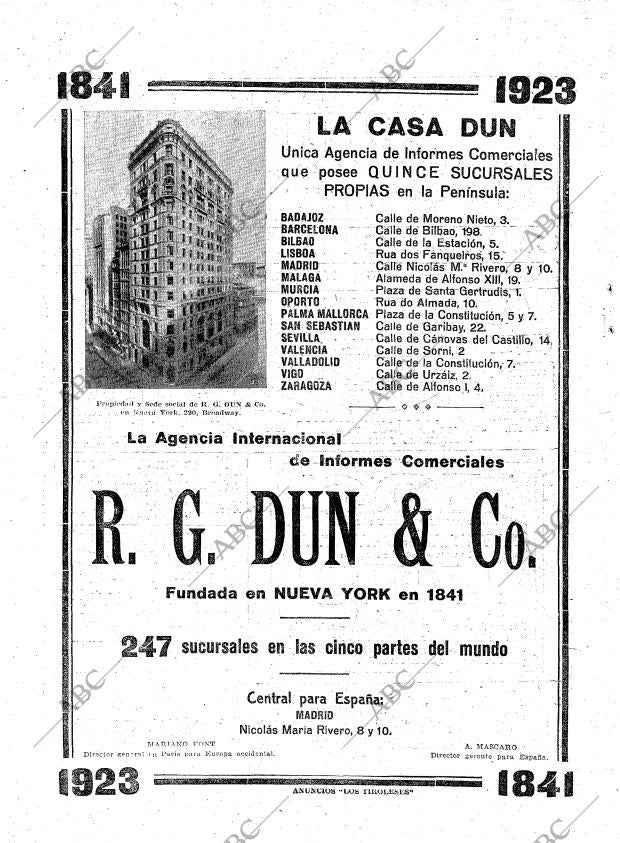 1841
1923
LA CASA DUN
Unica Agencia de Informes Comerciales
que posee QUINCE SUCURSALES
PROPIAS en la Península:
BADAJOZ Calle de Moreno Nieto, 3.
BARCELONA Calle de Bilbao, 198.
BILBAO Calle de la Estación, 5.
LISBOA Rua dos Fanqueiros, 15.
MADRID Calle Nicolás M.ª Rivero, 8 y 10.
MALAGA Alameda de Alfonso XIII, 19.
MURCIA Plaza de Santa Gertrudis, 1.
OPORTO Rua do Almada, 10.
PALMA MALLORCA Plaza de la Constitución, 5 y 7.
SAN SEBASTIAN Calle de Garibay, 22.
SEVILLA Calle de Cánovas del Castillo, 14
VALENCIA Calle de Sorní, 2
VALLADOLID Calle de la Constitución, 7.
VIGO Calle de Urzáiz, 2.
ZARAGOZA Calle de Alfonso I, 4.
Propiedad y Sede social de R. G. DUN & Co.
en Nueva York. 290, Broadway.
La Agencia Internacional
de Informes Comerciales
R. G. DUN & Co.
Fundada en NUEVA YORK en 1841
247 sucursales en las cinco partes del mundo
Central para España:
MADRID
Nicolás María Rivero, 8 y 10.
MARIANO FONT
Director general en París para Europa occidental.
A. MASCARO
Director gerente para España.
1923
ANUNCIOS "LOS TIROLESES"
1841